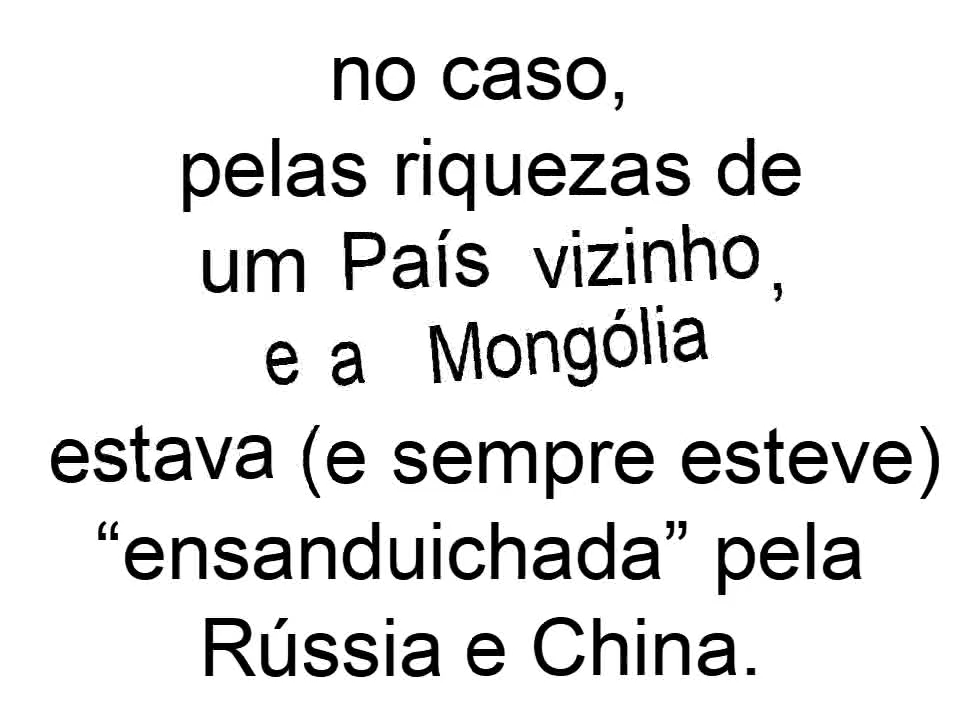 no caso,
pelas riquezas de
um País vizinho,
e a Mongólia
estava (e sempre esteve)
“ensanduichada” pela
Rússia e China.